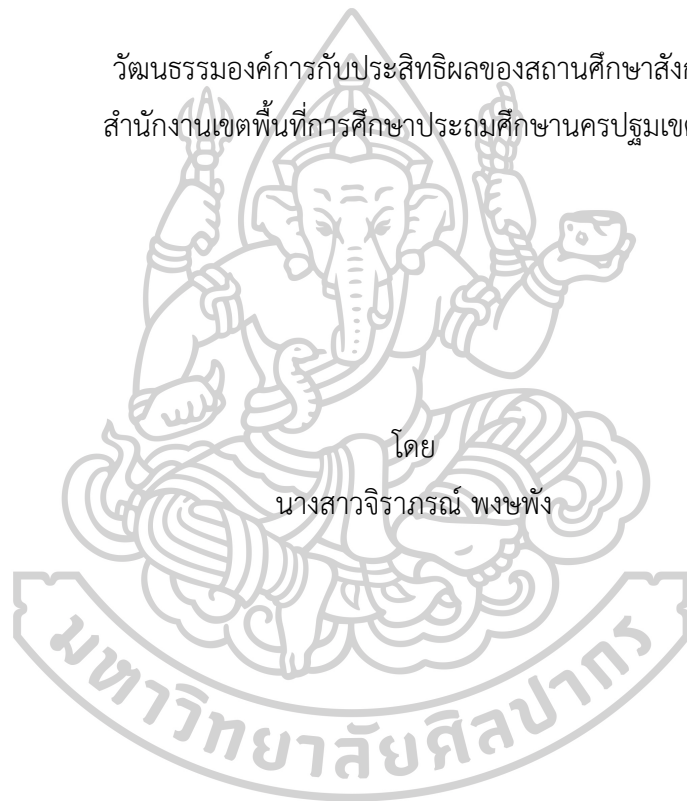 วัฒนธรรมองค์การกับประสิทธิผลของสถานศึกษาสัง
สำนักงานเขตพื้นที่การศึกษาประถมศึกษานครปฐมเข
โดย
นางสาวจิราภรณ์ พงษพัง
มหาวิทยาลัยศิลปากร